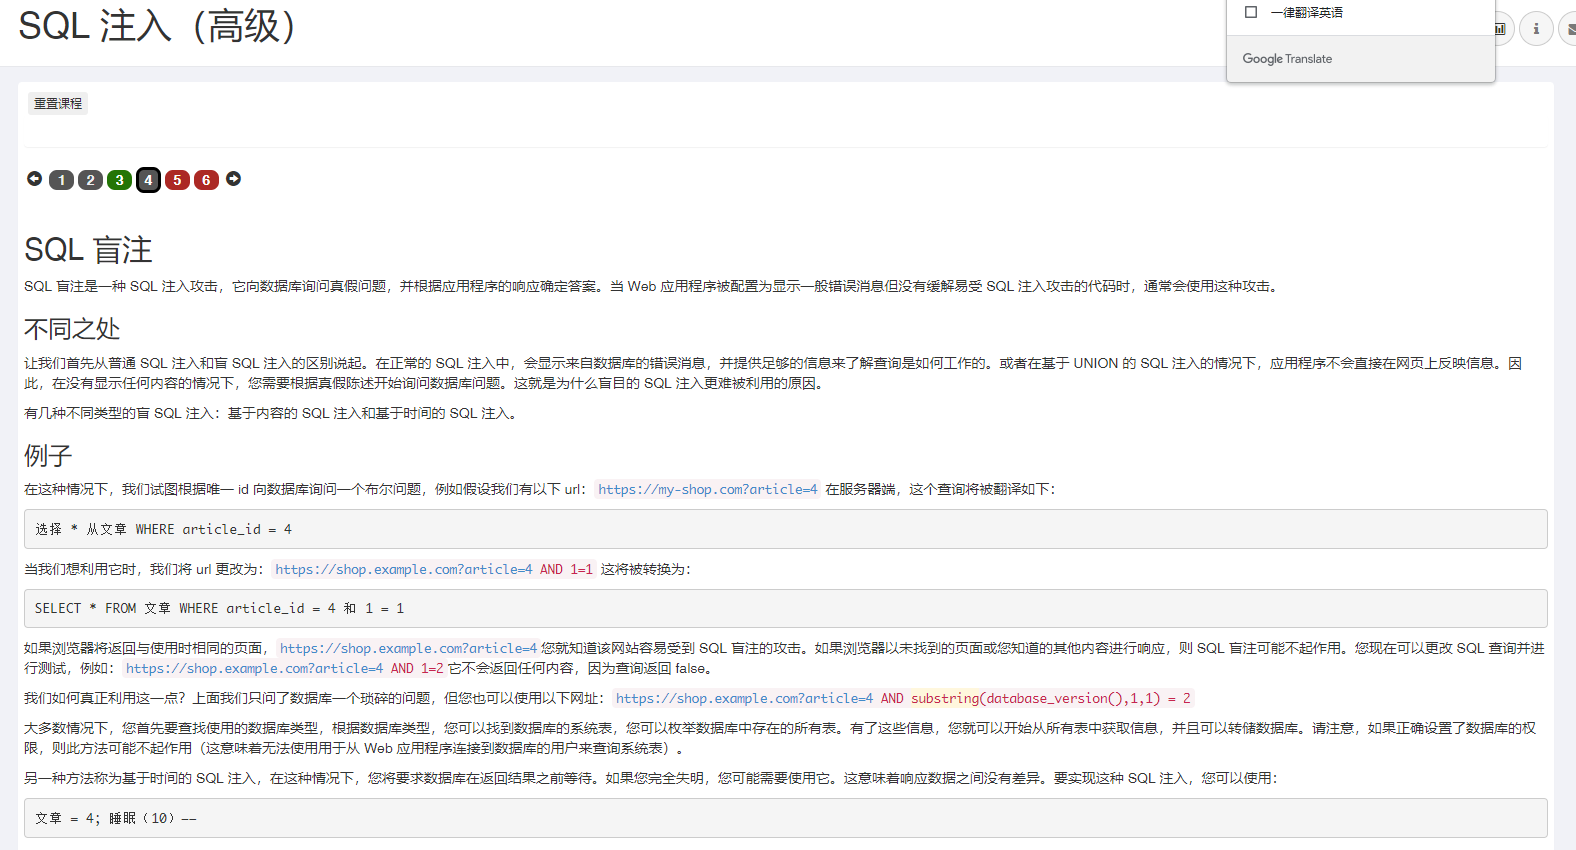 SQL 注入（高级）
一律翻译英语
Google Translate
重置课程
1 2 3 4 5 6
SQL 盲注
SQL 盲注是一种 SQL 注入攻击，它向数据库询问真假问题，并根据应用程序的响应确定答案。当 Web 应用程序被配置为显示一般错误消息但没有缓解易受 SQL 注入攻击的代码时，通常会使用这种攻击。
不同之处
让我们首先从普通 SQL 注入和盲 SQL 注入的区别说起。在正常的 SQL 注入中，会显示来自数据库的错误消息，并提供足够的信息来了解查询是如何工作的。或者在基于 UNION 的 SQL 注入的情况下，应用程序不会直接在网页上反映信息。因
此，在没有显示任何内容的情况下，您需要根据真假陈述开始询问数据库问题。这就是为什么盲目的 SQL 注入更难被利用的原因。
有几种不同类型的盲 SQL 注入：基于内容的 SQL 注入和基于时间的 SQL 注入。
例子
在这种情况下，我们试图根据唯一 id 向数据库询问一个布尔问题，例如假设我们有以下 url：https://my-shop.com?article=4 在服务器端，这个查询将被翻译如下：
选择 * 从文章 WHERE article_id = 4
当我们想利用它时，我们将 url 更改为：https://shop.example.com?article=4 AND 1=1 这将被转换为：
SELECT * FROM 文章 WHERE article_id = 4 和 1 = 1
如果浏览器将返回与使用时相同的页面，https://shop.example.com?article=4 您就知道该网站容易受到 SQL 盲注的攻击。如果浏览器以未找到的页面或您知道的其他内容进行响应，则 SQL 盲注可能不起作用。您现在可以更改 SQL 查询并进
行测试，例如：https://shop.example.com?article=4 AND 1=2 它不会返回任何内容，因为查询返回 false。
我们如何真正利用这一点？上面我们只问了数据库一个琐碎的问题，但您也可以使用以下网址：https://shop.example.com?article=4 AND substring(database_version(),1,1) = 2
大多数情况下，您首先要查找使用的数据库类型，根据数据库类型，您可以找到数据库的系统表，您可以枚举数据库中存在的所有表。有了这些信息，您就可以开始从所有表中获取信息，并且可以转储数据库。请注意，如果正确设置了数据库的权
限，则此方法可能不起作用（这意味着无法使用用于从 Web 应用程序连接到数据库的用户来查询系统表）。
另一种方法称为基于时间的 SQL 注入，在这种情况下，您将要求数据库在返回结果之前等待。如果您完全失明，您可能需要使用它。这意味着响应数据之间没有差异。要实现这种 SQL 注入，您可以使用：
文章 = 4; 睡眠（10）--